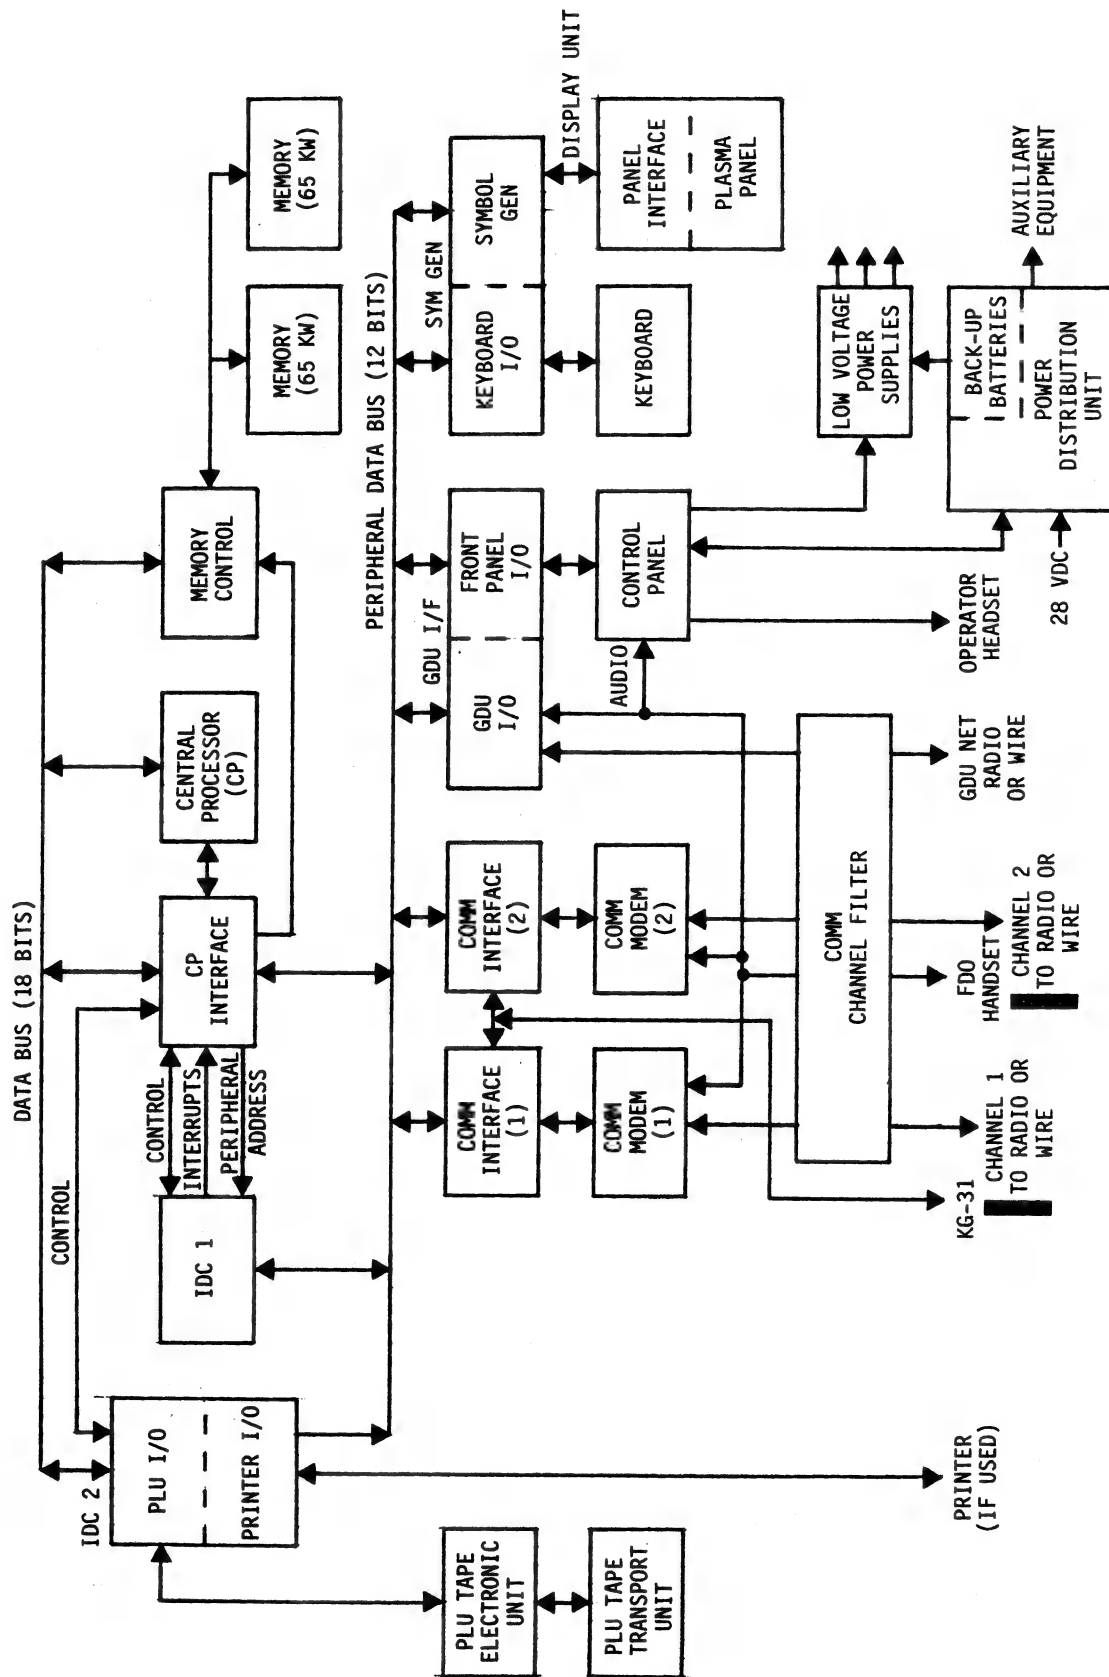 DATA BUS (18 BITS)
CONTROL
IDC 2
PLU I/O
PRINTER I/O
IDC 1
CONTROL
INTERRUPTS
PERIPHERAL
ADDRESS
CP
INTERFACE
CENTRAL
PROCESSOR
(CP)
MEMORY
CONTROL
MEMORY
(65 KW)
MEMORY
(65 KW)
PERIPHERAL DATA BUS (12 BITS)
PLU TAPE
ELECTRONIC
UNIT
PLU TAPE
TRANSPORT
UNIT
COMM
INTERFACE
(1)
COMM
INTERFACE
(2)
COMM
MODEM
(1)
COMM
MODEM
(2)
GDU I/F
GDU
I/O
FRONT
PANEL
I/O
AUDIO
CONTROL
PANEL
SYM GEN
KEYBOARD
I/O
SYMBOL
GEN
KEYBOARD
DISPLAY UNIT
PANEL
INTERFACE
PLASMA
PANEL
COMM
CHANNEL FILTER
LOW VOLTAGE
POWER
SUPPLIES
BACK-UP
BATTERIES
POWER
DISTRIBUTION
UNIT
AUXILIARY
EQUIPMENT
28 VDC
OPERATOR
HEADSET
GDU NET
RADIO
OR WIRE
FDO
HANDSET
CHANNEL 2
TO RADIO OR
WIRE
KG-31
CHANNEL 1
TO RADIO OR
WIRE
PRINTER
(IF USED)